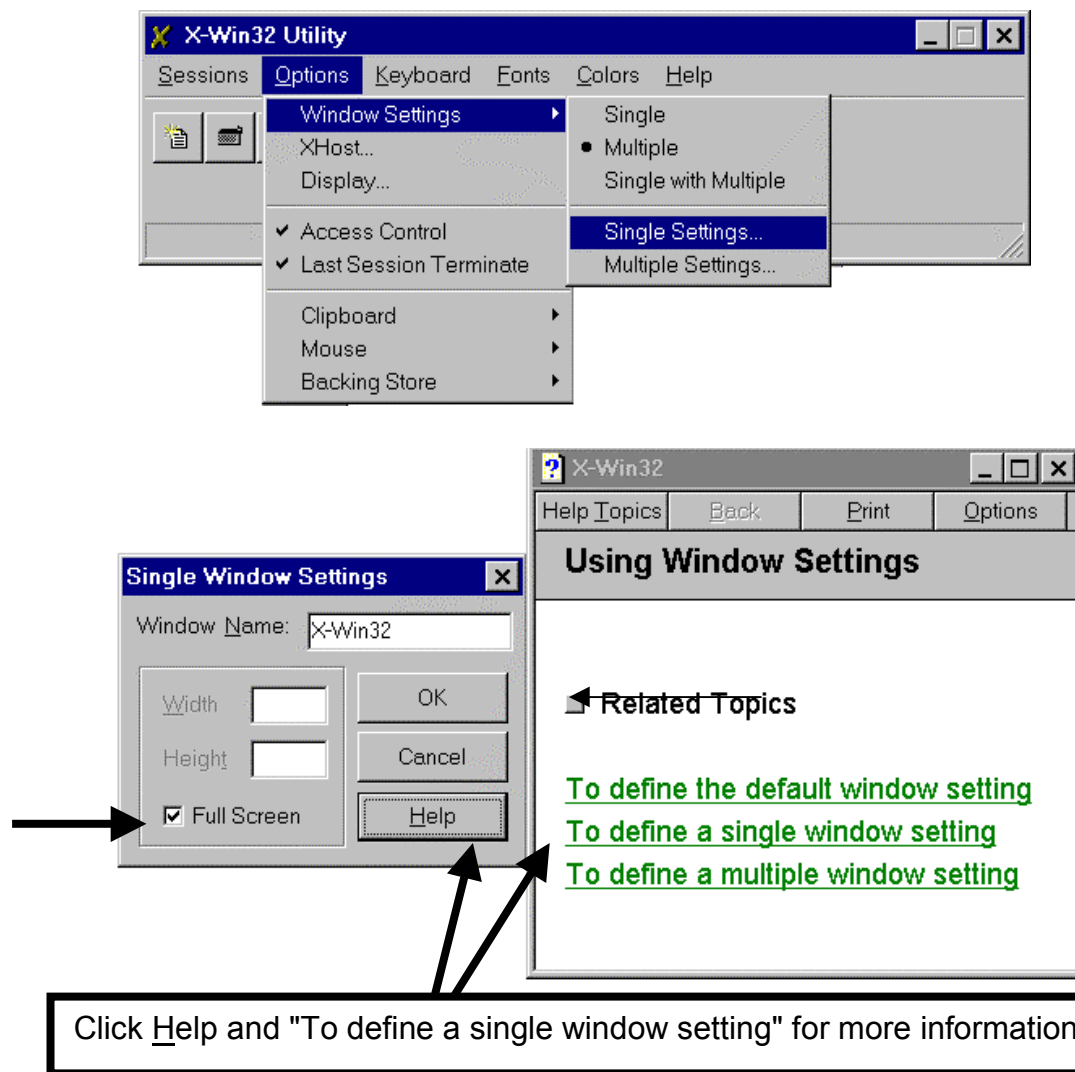 X-Win32 Utility
Sessions Options Keyboard Fonts Colors Help
Window Settings
XHost...
Display...
Access Control
Last Session Terminate
Clipboard
Mouse
Backing Store
Single
Multiple
Single with Multiple
Single Settings...
Multiple Settings...
X-Win32
Help Topics Back Print Options
Using Window Settings
Related Topics
To define the default window setting
To define a single window setting
To define a multiple window setting
Single Window Settings
Window Name: X-Win32
Width
Height
Full Screen
OK
Cancel
Help
Click Help and "To define a single window setting" for more information